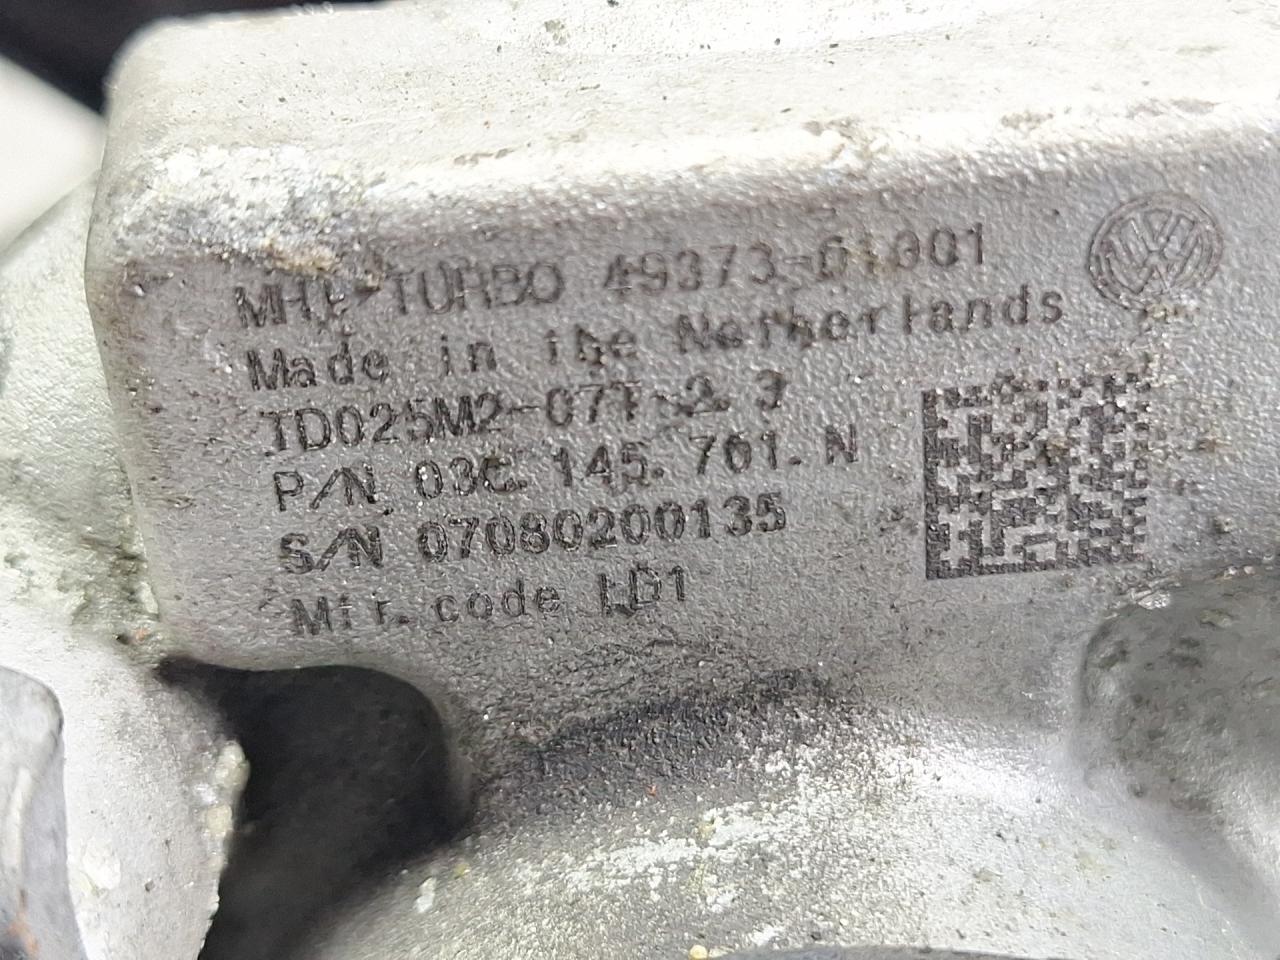 MHI-TURBO 49373-01001
Made in the Netherlands
TD025M2-07T-2.3
P/N 03C.145.701.N
S/N 07080200135
Mfr.code LD1